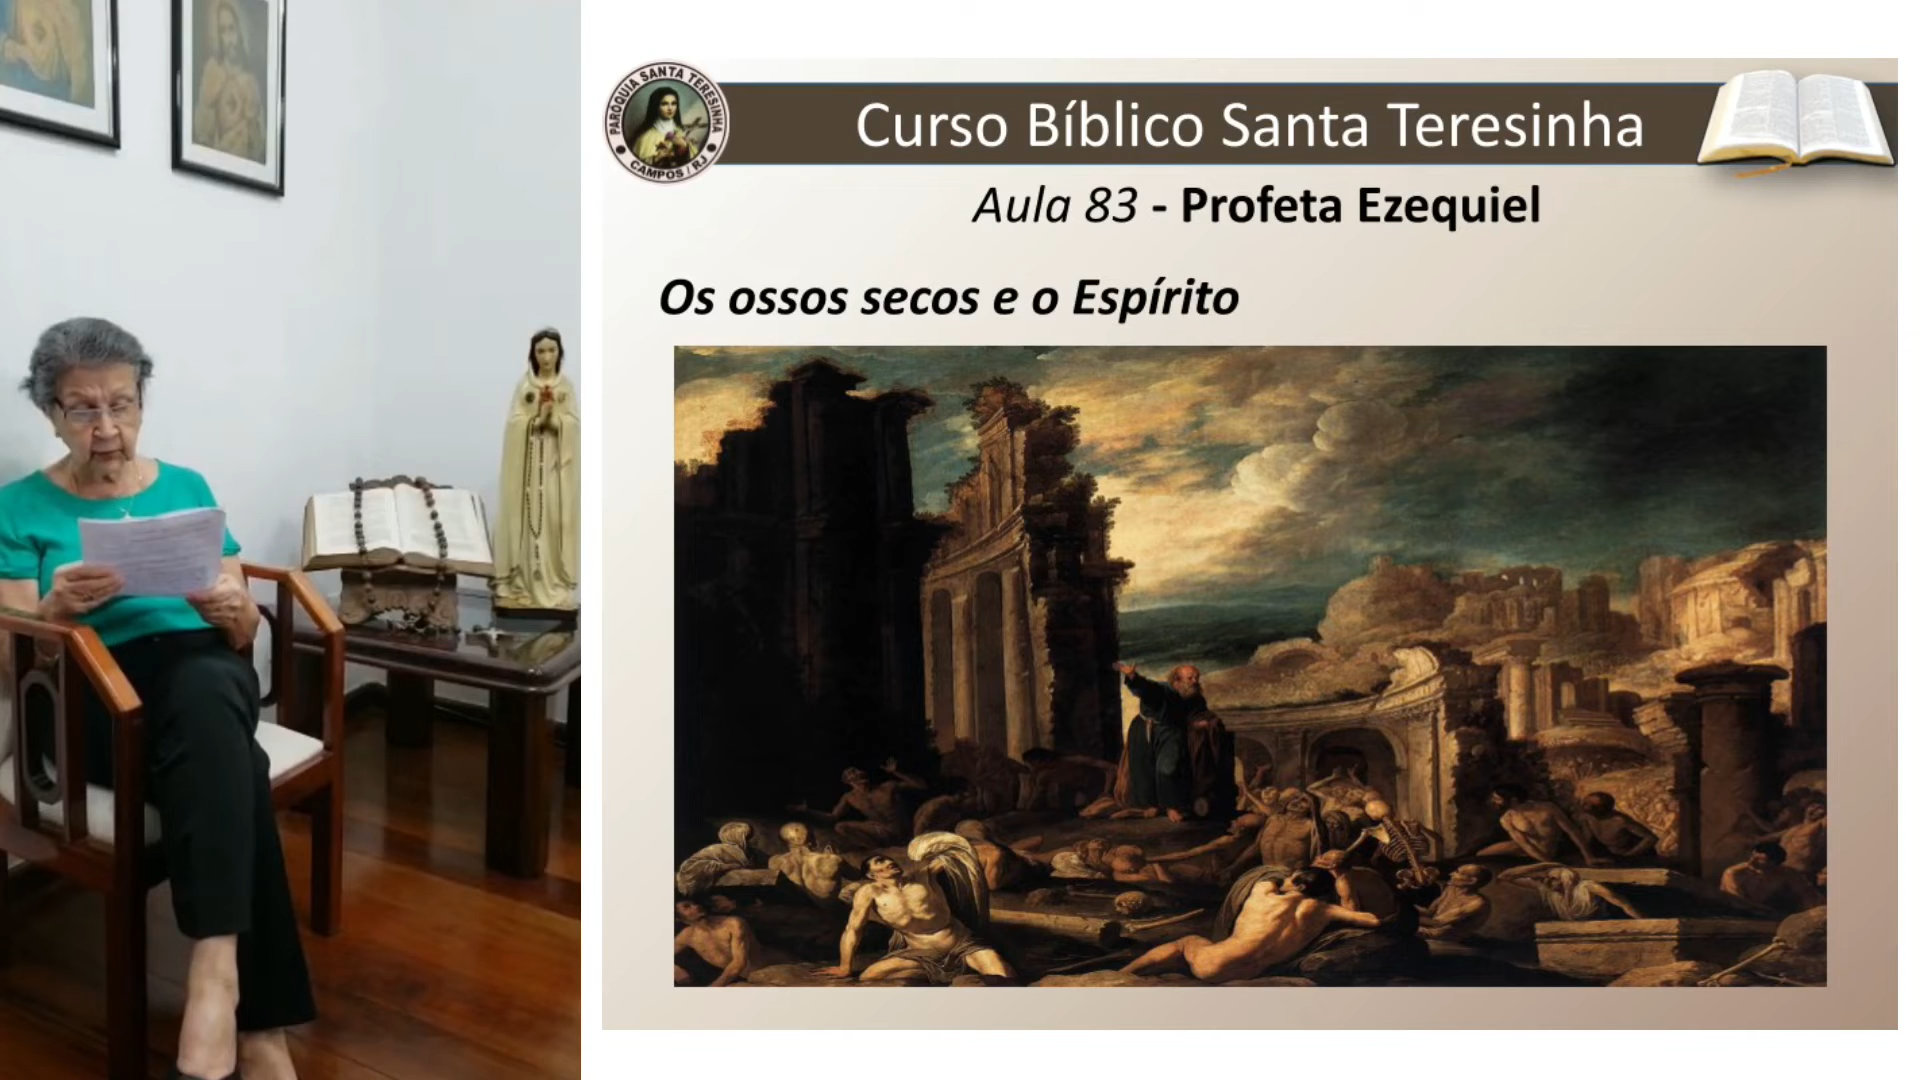 PARÓQUIA SANTA TERESINHA
CAMPOS / RJ
Curso Bíblico Santa Teresinha
Aula 83 - Profeta Ezequiel
Os ossos secos e o Espírito